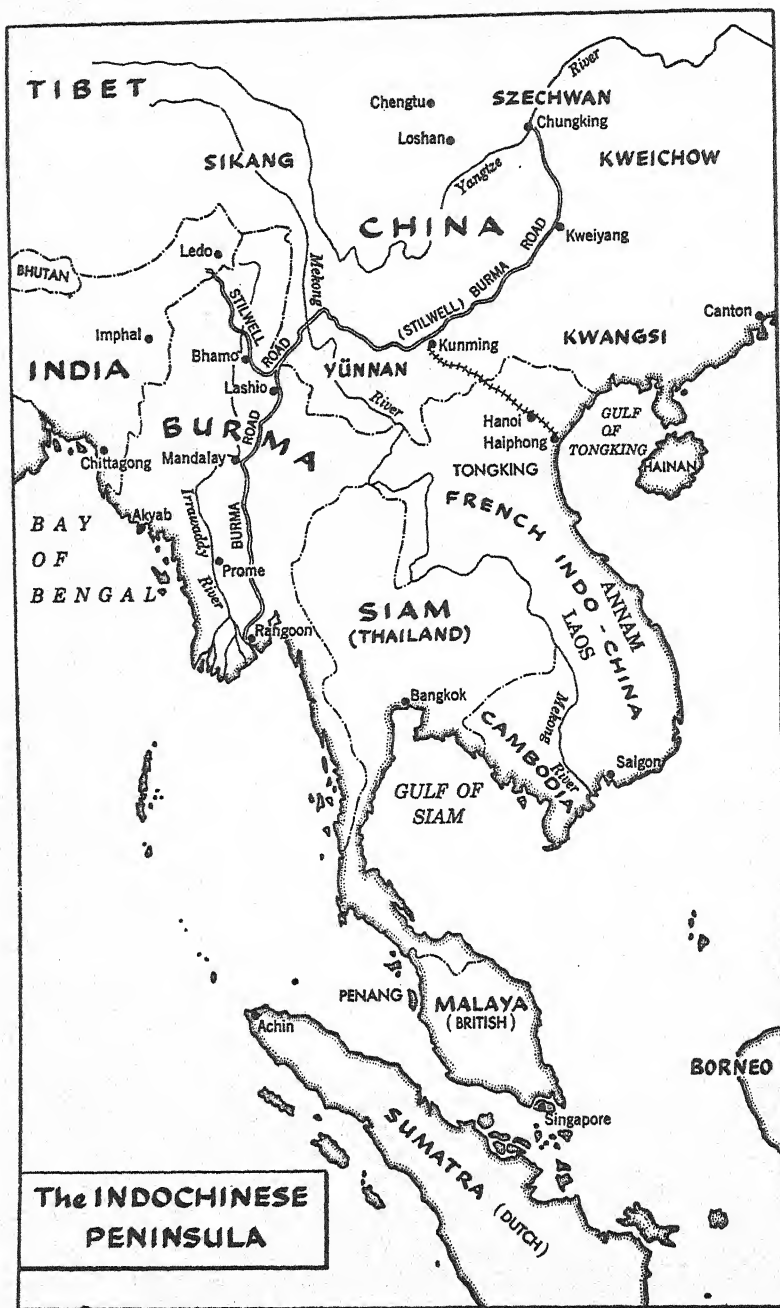 TIBET
SIKANG
Chengtu
Loshan
SZECHWAN
Chungking
River
Yangtze
KWEICHOW
CHINA
Kweiyang
BHUTAN
Ledo
Mekong
STILWELL
ROAD
(STILWELL) BURMA ROAD
Imphal
INDIA
Bhamo
Lashio
YÜNNAN
River
Kunming
KWANGSI
Canton
BURMA
Chittagong
Mandalay
ROAD
BURMA
Hanoi
Haiphong
TONGKING
GULF
OF
TONGKING
HAINAN
BAY
OF
BENGAL
Akyab
Irrawaddy
River
Prome
Rangoon
FRENCH INDO-CHINA
ANNAM
LAOS
SIAM
(THAILAND)
Bangkok
CAMBODIA
Mekong
River
Saigon
GULF OF
SIAM
PENANG
MALAYA
(BRITISH)
Achin
Singapore
BORNEO
SUMATRA (DUTCH)
The INDOCHINESE
PENINSULA